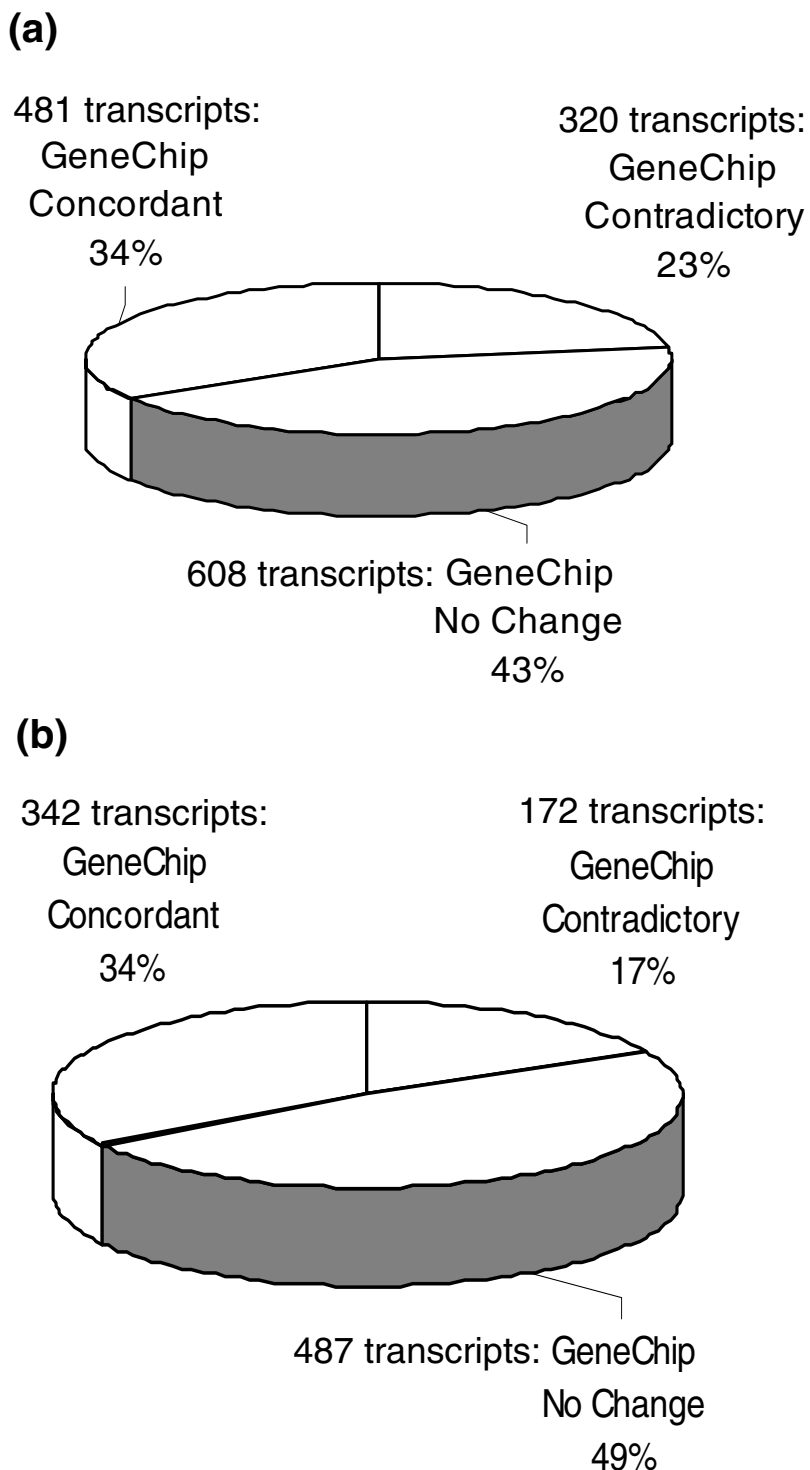 (a)
481 transcripts:
GeneChip
Concordant
34%
320 transcripts:
GeneChip
Contradictory
23%
608 transcripts: GeneChip
No Change
43%
(b)
342 transcripts:
GeneChip
Concordant
34%
172 transcripts:
GeneChip
Contradictory
17%
487 transcripts: GeneChip
No Change
49%